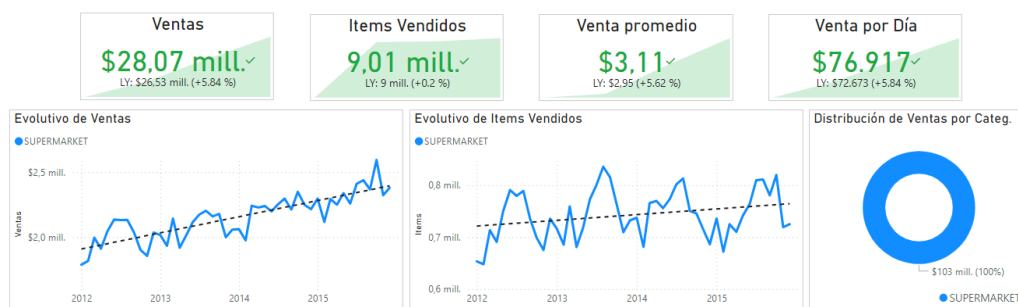 Ventas
$28,07 mill.
LY: $26,53 mill. (+5.84 %)
Items Vendidos
9,01 mill.
LY: 9 mill. (+0.2 %)
Venta promedio
$3,11
LY: $2,95 (+5.62 %)
Venta por Día
$76.917
LY: $72.673 (+5.84 %)
Evolutivo de Ventas
SUPERMARKET
$2,5 mill.
$2,0 mill.
Ventas
2012 2013 2014 2015
Evolutivo de Items Vendidos
SUPERMARKET
0,8 mill.
0,7 mill.
0,6 mill.
Items
2012 2013 2014 2015
Distribución de Ventas por Categ.
$103 mill. (100%)
SUPERMARKET